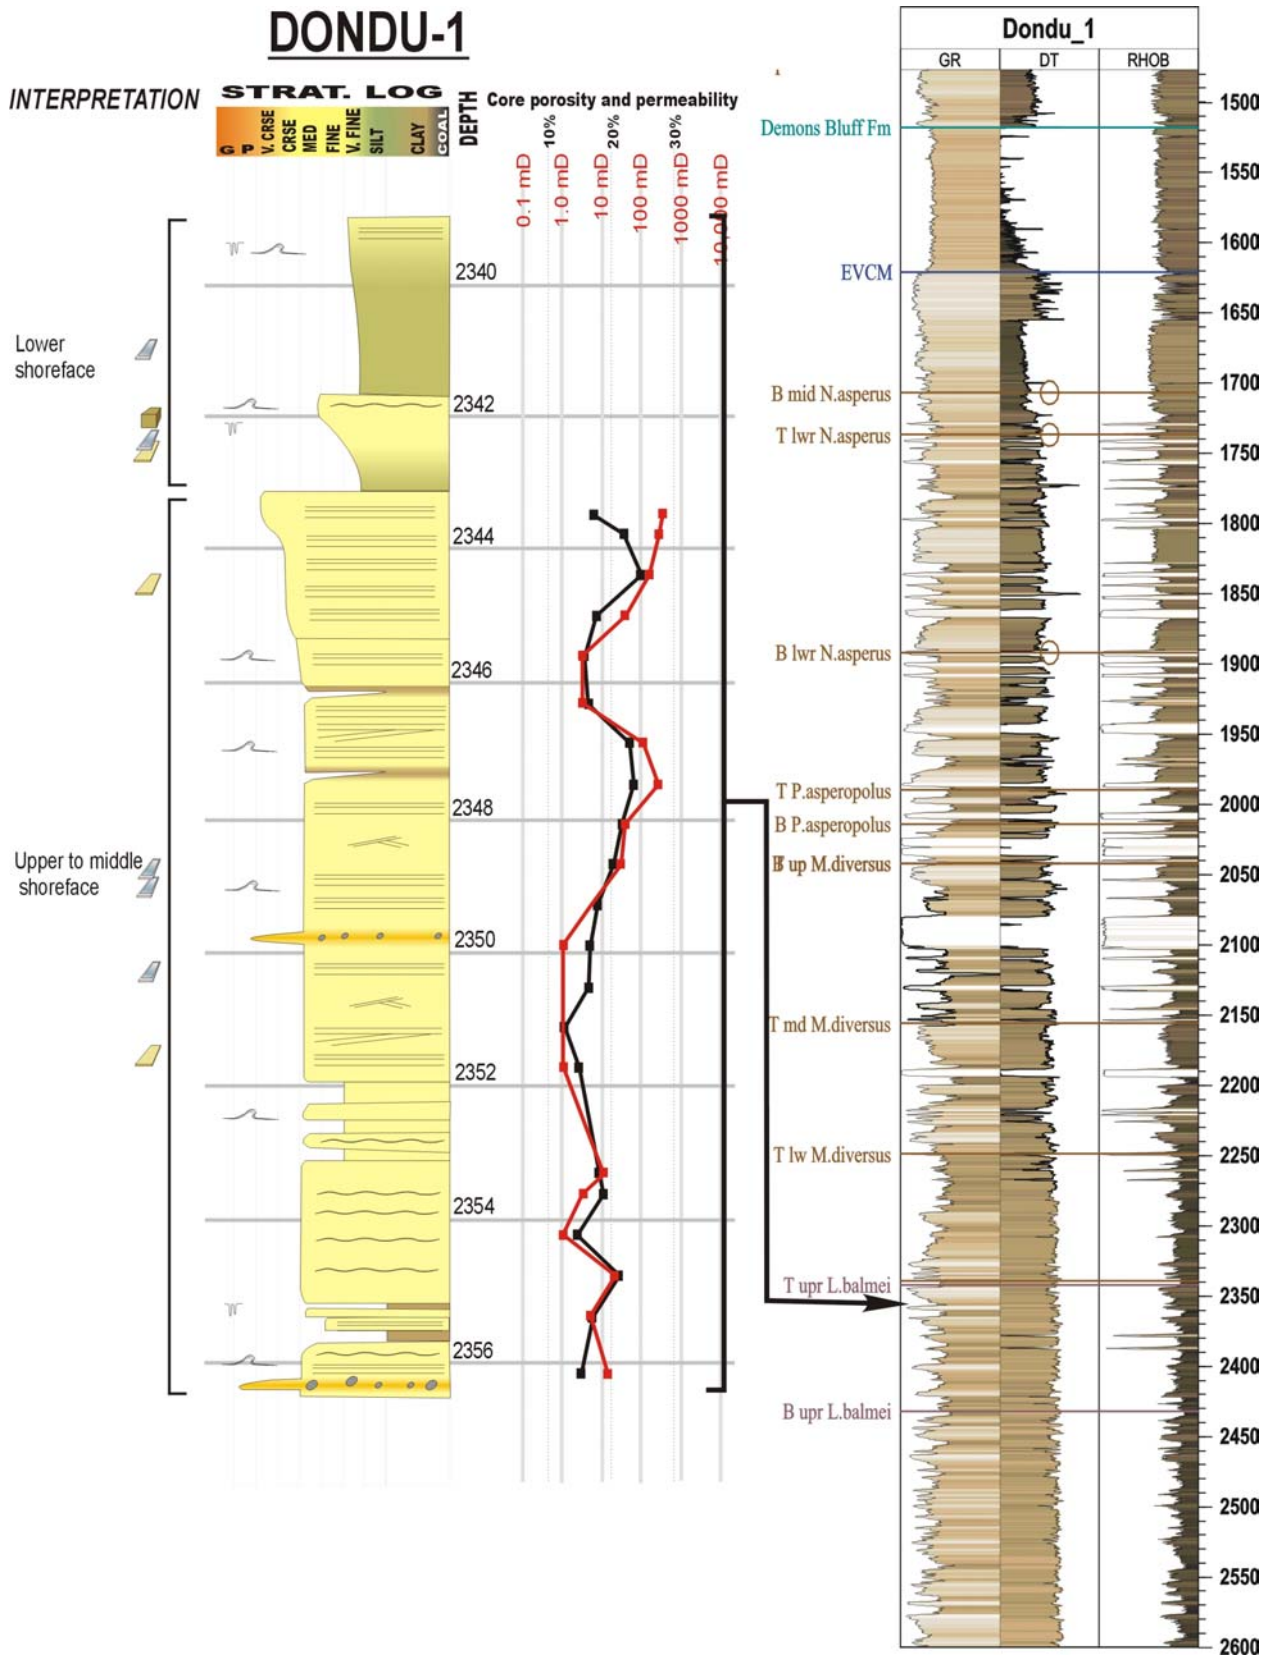 DONDU-1
INTERPRETATION
STRAT. LOG
G
P
V. CRSE
CRSE
MED
FINE
V. FINE
SILT
CLAY
COAL
DEPTH
Core porosity and permeability
10%
20%
30%
0.1 mD
1.0 mD
10 mD
100 mD
1000 mD
10,000 mD
Lower
shoreface
Upper to middle
shoreface
2340
2342
2344
2346
2348
2350
2352
2354
2356
Dondu_1
GR
DT
RHOB
Demons Bluff Fm
EVCM
B mid N.asperus
T lwr N.asperus
B lwr N.asperus
T P.asperopolus
B P.asperopolus
up M.diversus
T md M.diversus
T lw M.diversus
T upr L.balmei
B upr L.balmei
1500
1550
1600
1650
1700
1750
1800
1850
1900
1950
2000
2050
2100
2150
2200
2250
2300
2350
2400
2450
2500
2550
2600